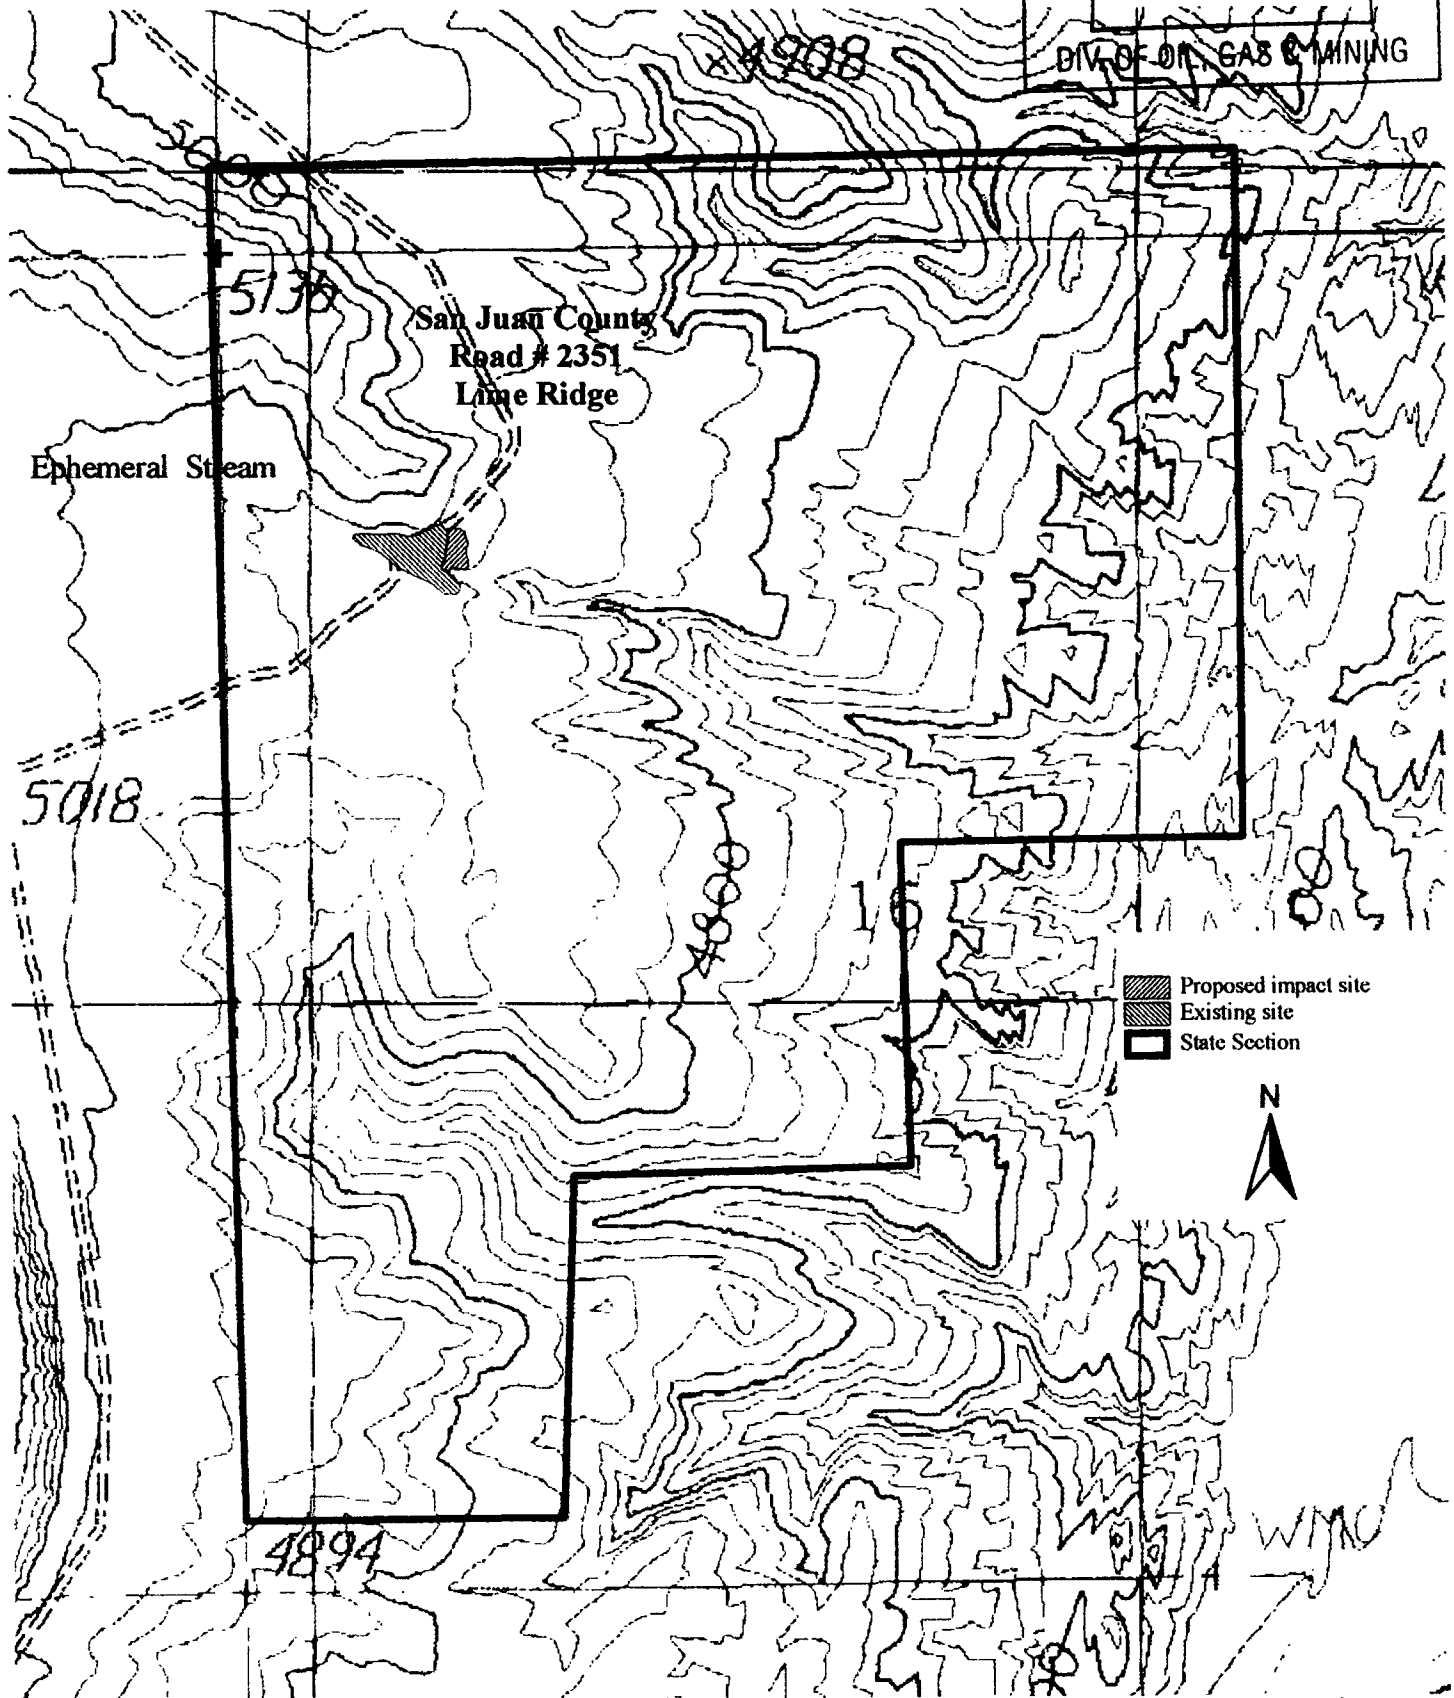 ×4908
DIV. OF OIL, GAS & MINING
5000
5136
San Juan County
Road # 2351
Lime Ridge
Ephemeral Stream
5018
4800
16
Proposed impact site
Existing site
State Section
N
4894